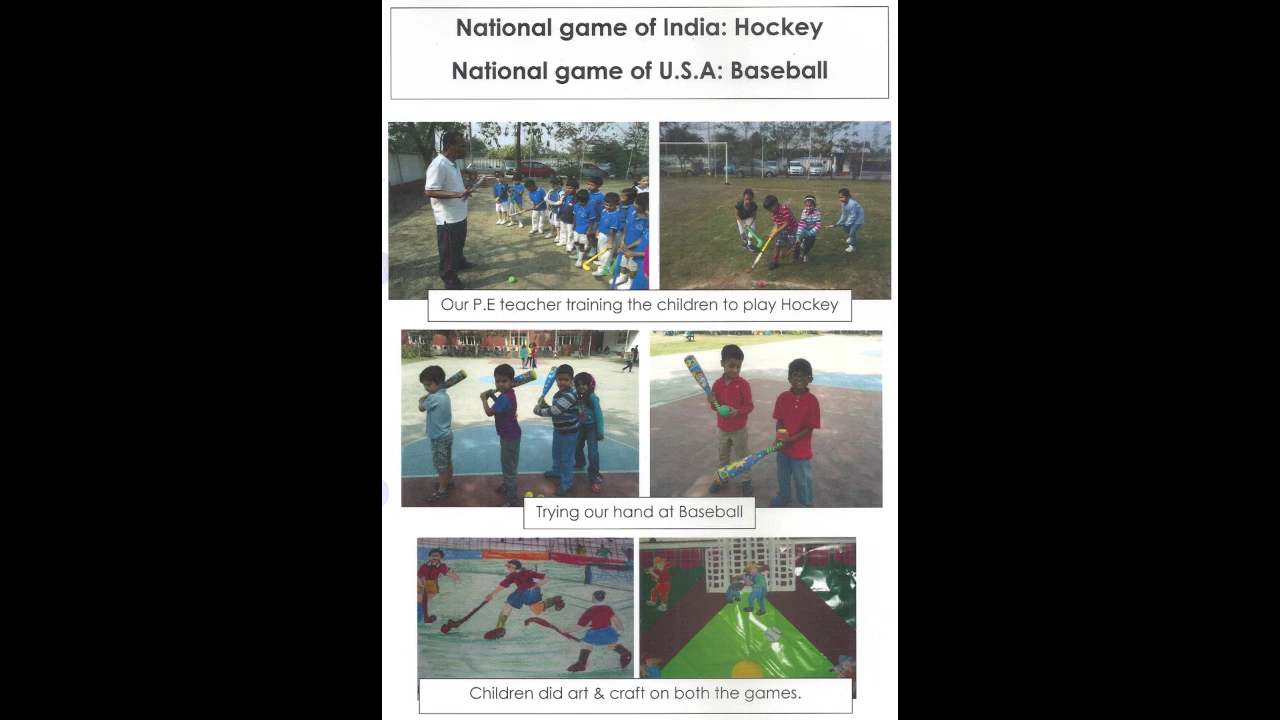 National game of India: Hockey
National game of U.S.A: Baseball
Our P.E teacher training the children to play Hockey
Trying our hand at Baseball
Children did art & craft on both the games.